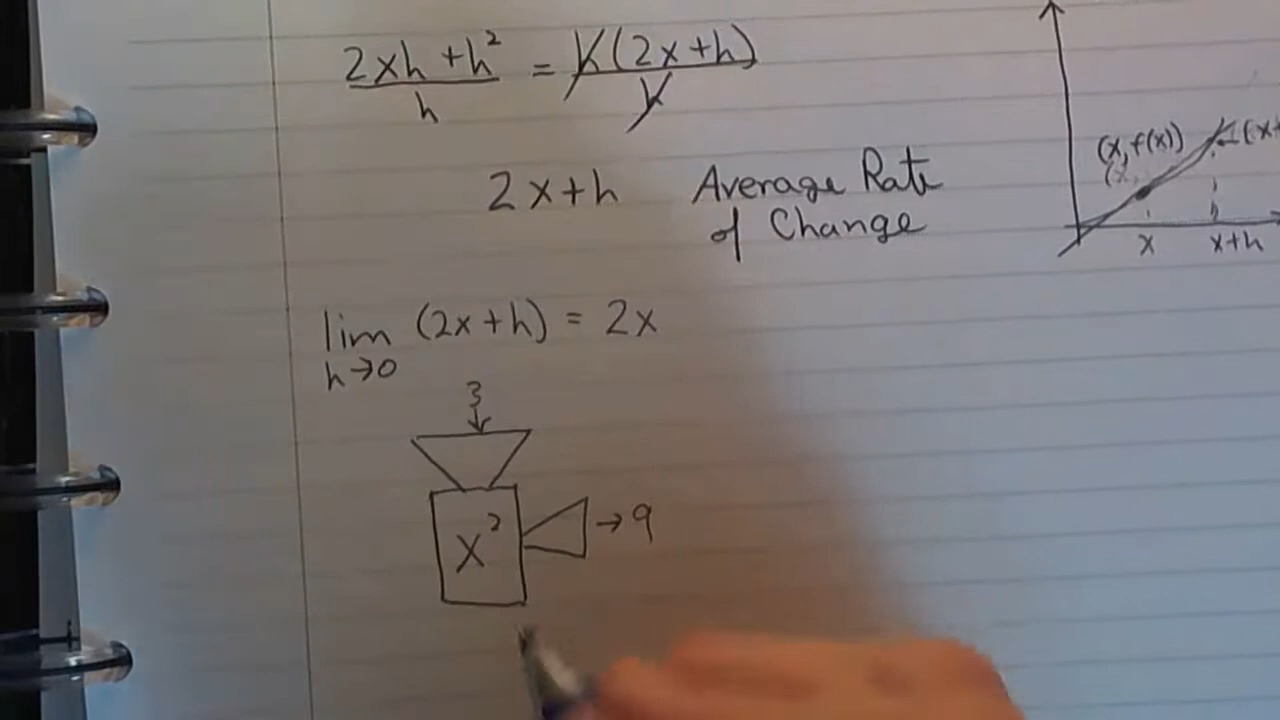 2xh + h² / h = h(2x+h) / h
2x+h Average Rate
of Change
lim (2x+h) = 2x
h→0
3
x² → 9
(x, f(x))
(x,
(x+
x x+h